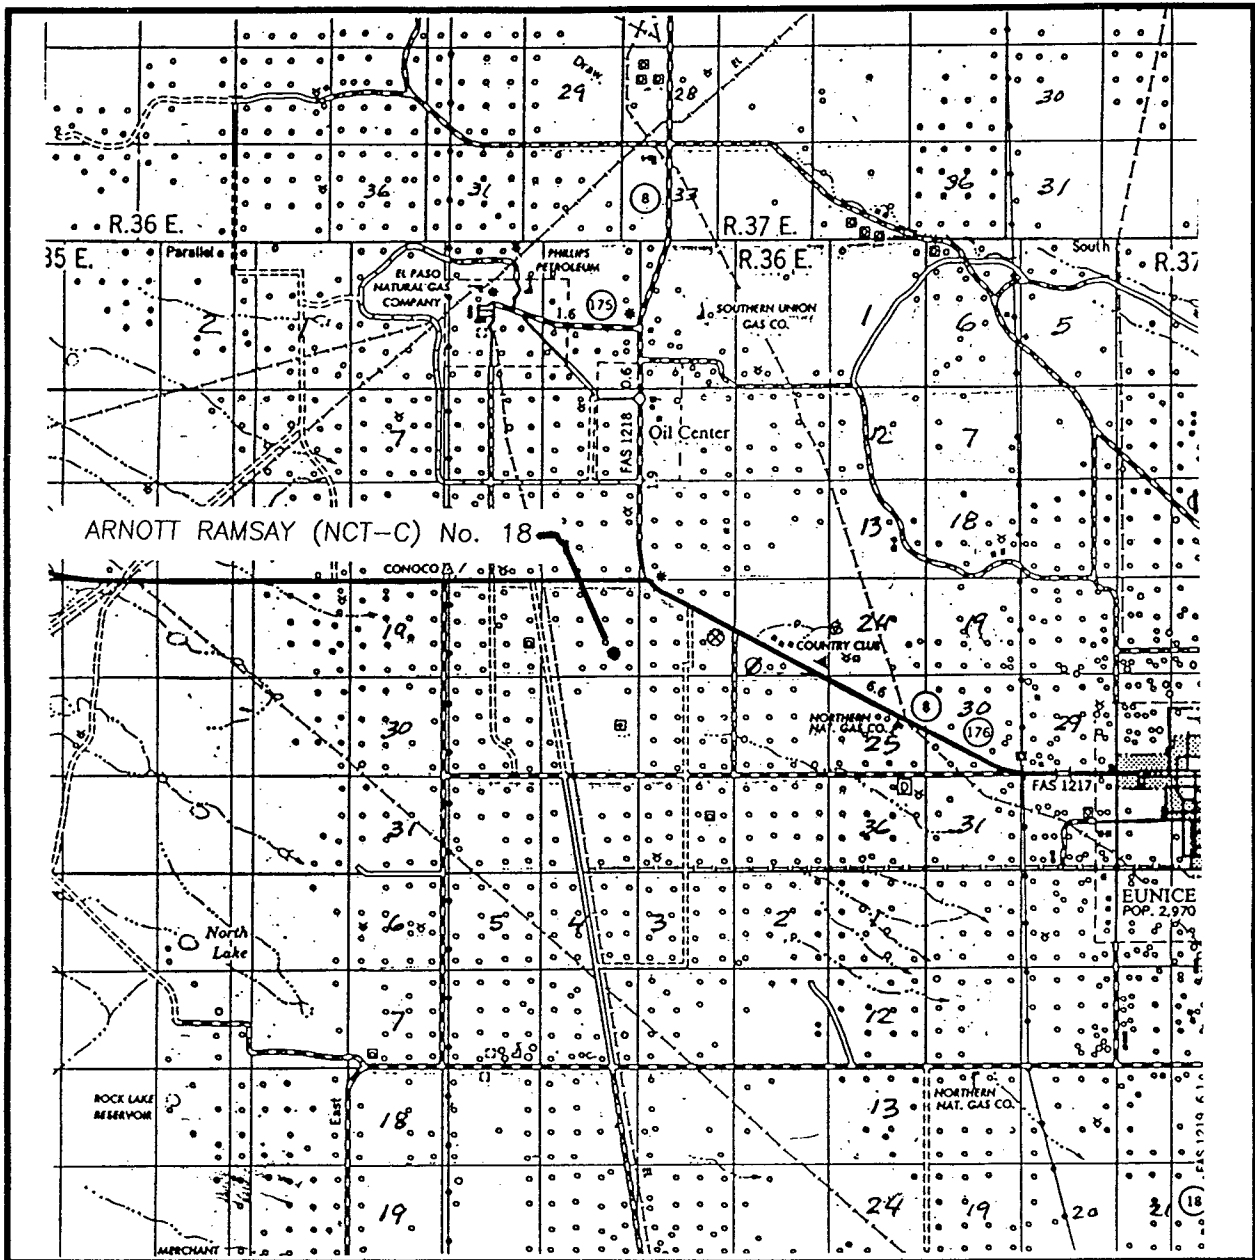 29
28
30
Draw
36
31
8
33
36
31
R.36 E.
R.37 E.
35 E.
Parallel
PHILLIPS
PETROLEUM
R.36 E.
South
R.37
EL PASO
NATURAL GAS
COMPANY
175
1.6
SOUTHERN UNION
GAS CO.
2
1
6
5
0.6
7
FAS 1218
Oil Center
12
7
1.9
ARNOTT RAMSAY (NCT-C) No. 18
13
18
CONOCO
19
24
19
COUNTRY CLUB
6.6
8
30
30
NORTHERN
NAT. GAS CO.
25
176
29
FAS 1217
31
36
31
EUNICE
POP. 2,970
6
5
4
3
2
1
North
Lake
7
12
ROCK LAKE
RESERVOIR
East
18
13
NORTHERN
NAT. GAS CO.
FAS 1219
19
24
19
20
21
18
MERCHANT